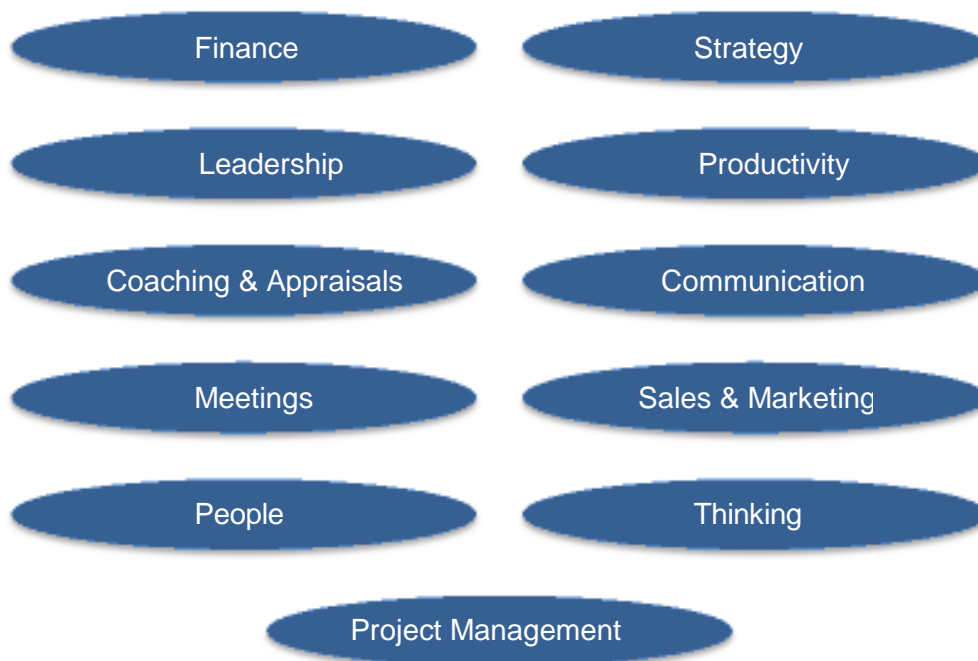 Finance
Strategy
Leadership
Productivity
Coaching & Appraisals
Communication
Meetings
Sales & Marketing
People
Thinking
Project Management